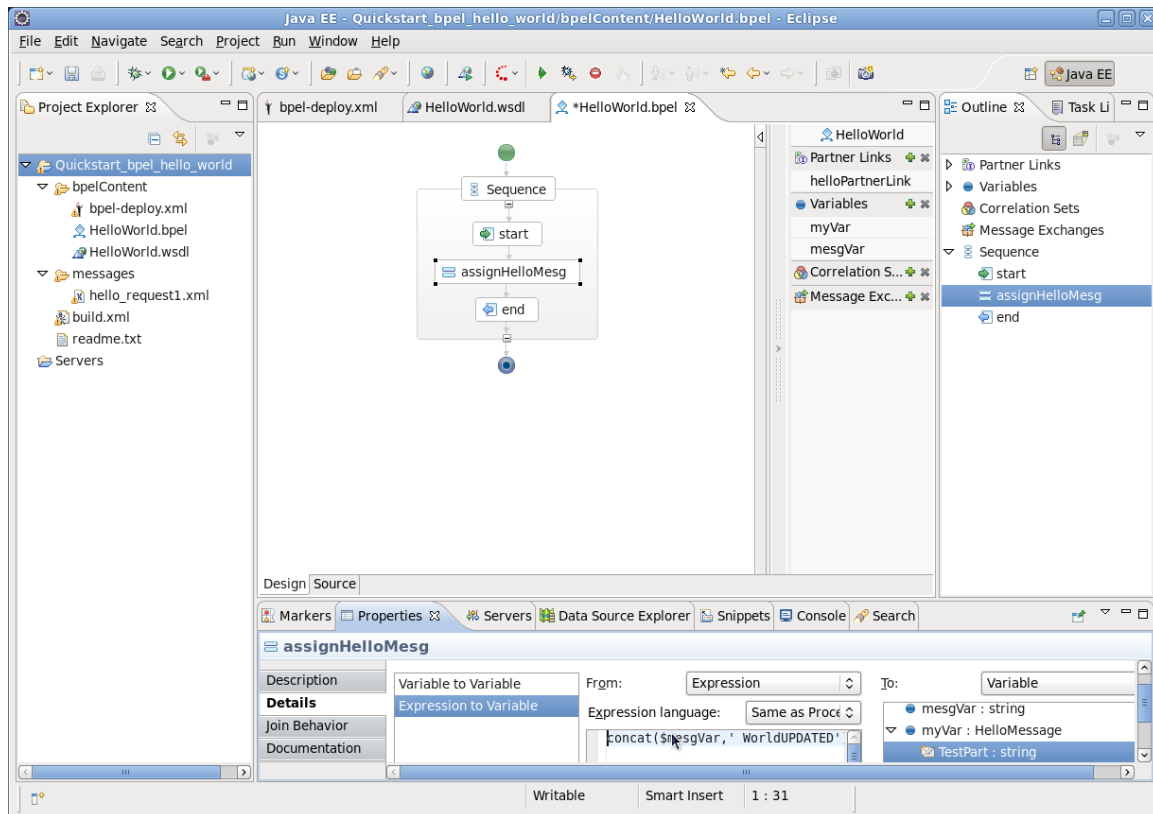 Java EE - Quickstart_bpel_hello_world/bpelContent/HelloWorld.bpel - Eclipse
File Edit Navigate Search Project Run Window Help
Java EE
Project Explorer
Quickstart_bpel_hello_world
bpelContent
bpel-deploy.xml
HelloWorld.bpel
HelloWorld.wsdl
messages
hello_request1.xml
build.xml
readme.txt
Servers
bpel-deploy.xml HelloWorld.wsdl *HelloWorld.bpel
Sequence
start
assignHelloMesg
end
HelloWorld
Partner Links
helloPartnerLink
Variables
myVar
mesgVar
Correlation S...
Message Exc...
Design Source
Outline Task Li
Partner Links
Variables
Correlation Sets
Message Exchanges
Sequence
start
assignHelloMesg
end
Markers Properties Servers Data Source Explorer Snippets Console Search
assignHelloMesg
Description
Details
Join Behavior
Documentation
Variable to Variable
Expression to Variable
From: Expression
Expression language: Same as Proce
concat($mesgVar,' WorldUPDATED'
To: Variable
mesgVar : string
myVar : HelloMessage
TestPart : string
Writable Smart Insert 1 : 31